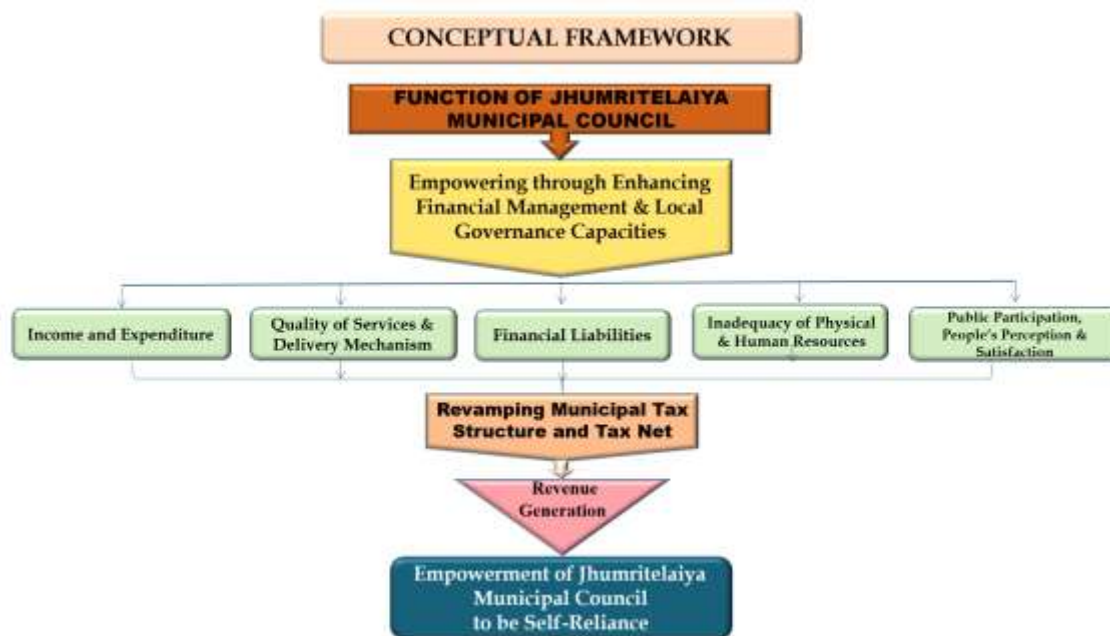 CONCEPTUAL FRAMEWORK
FUNCTION OF JHUMRITELAIYA
MUNICIPAL COUNCIL
Empowering through Enhancing
Financial Management & Local
Governance Capacities
Income and Expenditure
Quality of Services &
Delivery Mechanism
Financial Liabilities
Inadequacy of Physical
& Human Resources
Public Participation,
People's Perception &
Satisfaction
Revamping Municipal Tax
Structure and Tax Net
Revenue
Generation
Empowerment of Jhumritelaiya
Municipal Council
to be Self-Reliance